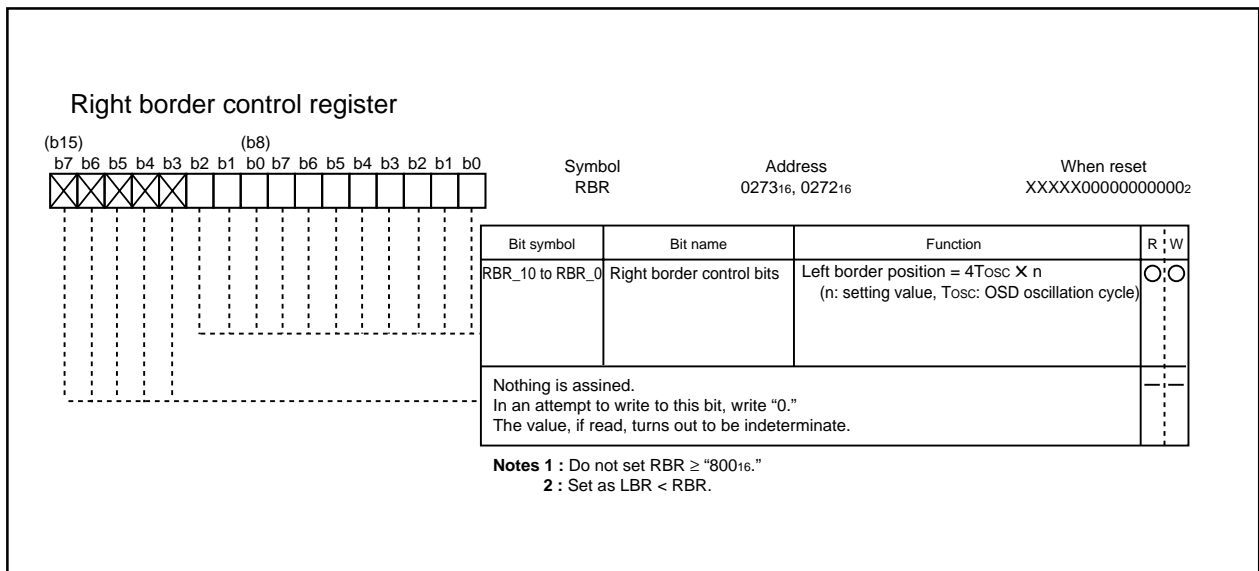 Right border control register
(b15) (b8)
b7 b6 b5 b4 b3 b2 b1 b0 b7 b6 b5 b4 b3 b2 b1 b0
Symbol Address When reset
RBR 027316, 027216 XXXXX000000000002
Bit symbol Bit name Function R W
RBR_10 to RBR_0 Right border control bits Left border position = 4TOSC X n
(n: setting value, TOSC: OSD oscillation cycle)
Nothing is assined.
In an attempt to write to this bit, write “0.”
The value, if read, turns out to be indeterminate.
Notes 1 : Do not set RBR ≥ “80016.”
2 : Set as LBR < RBR.